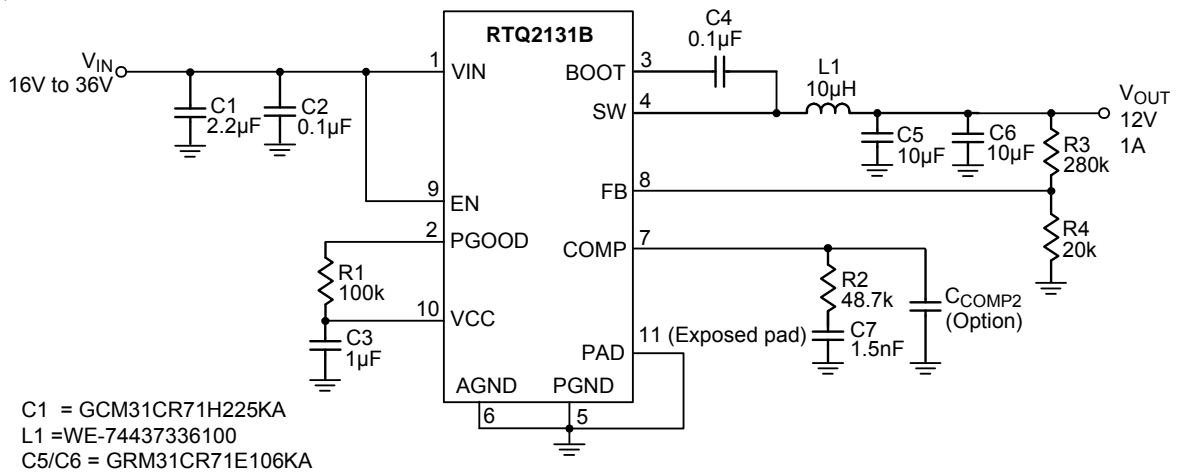 RTQ2131B
V_IN
16V to 36V
1
VIN
C1
2.2µF
C2
0.1µF
9
EN
2
PGOOD
R1
100k
10
VCC
C3
1µF
AGND
6
PGND
5
BOOT
3
C4
0.1µF
SW
4
L1
10µH
C5
10µF
C6
10µF
V_OUT
12V
1A
R3
280k
FB
8
R4
20k
COMP
7
R2
48.7k
C7
1.5nF
C_COMP2
(Option)
11 (Exposed pad)
PAD
C1 = GCM31CR71H225KA
L1 =WE-74437336100
C5/C6 = GRM31CR71E106KA